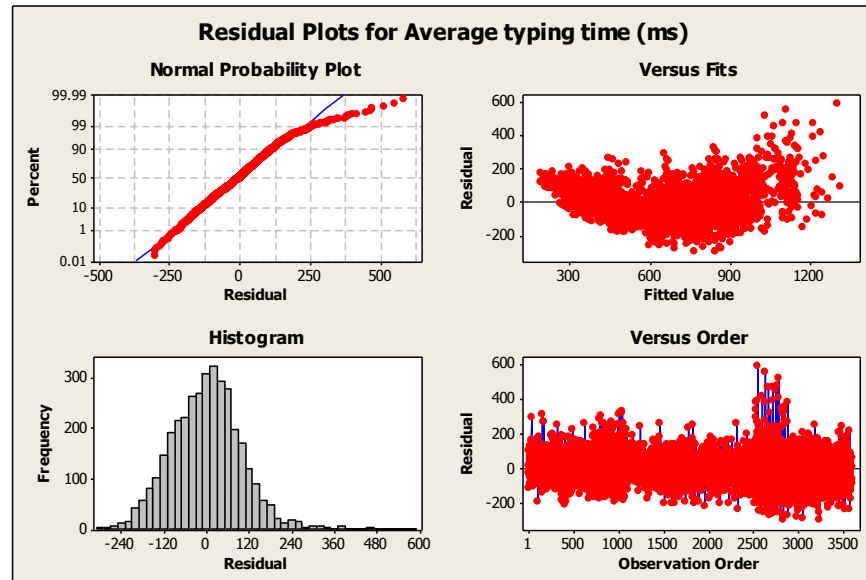 Residual Plots for Average typing time (ms)
Normal Probability Plot
99.99
99
90
50
10
1
0.01
Percent
-500 -250 0 250 500
Residual
Versus Fits
600
400
200
0
-200
Residual
300 600 900 1200
Fitted Value
Histogram
300
200
100
0
Frequency
-240 -120 0 120 240 360 480 600
Residual
Versus Order
600
400
200
0
-200
Residual
1 500 1000 1500 2000 2500 3000 3500
Observation Order